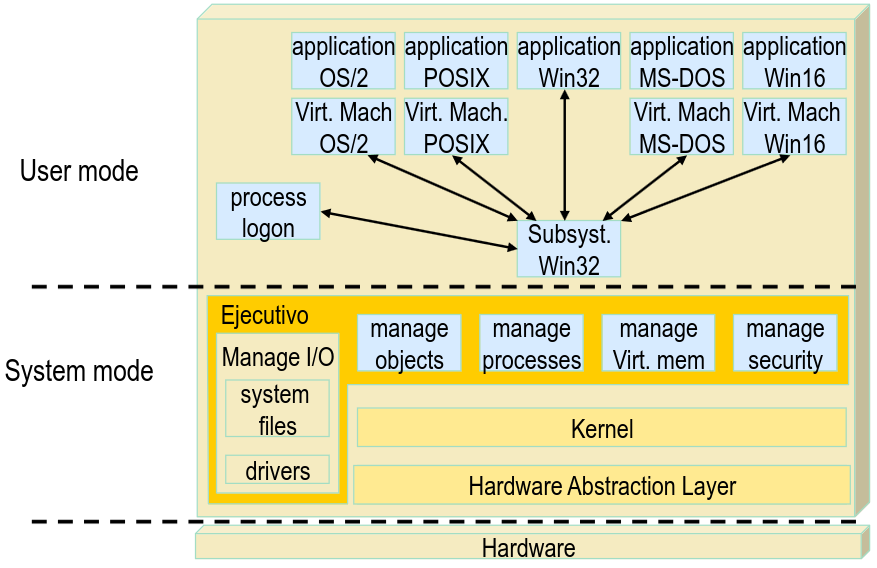 application
OS/2
application
POSIX
application
Win32
application
MS-DOS
application
Win16
Virt. Mach
OS/2
Virt. Mach.
POSIX
Virt. Mach
MS-DOS
Virt. Mach
Win16
User mode
process
logon
Subsyst.
Win32
Ejecutivo
manage
objects
manage
processes
manage
Virt. mem
manage
security
Manage I/O
System mode
system
files
Kernel
drivers
Hardware Abstraction Layer
Hardware